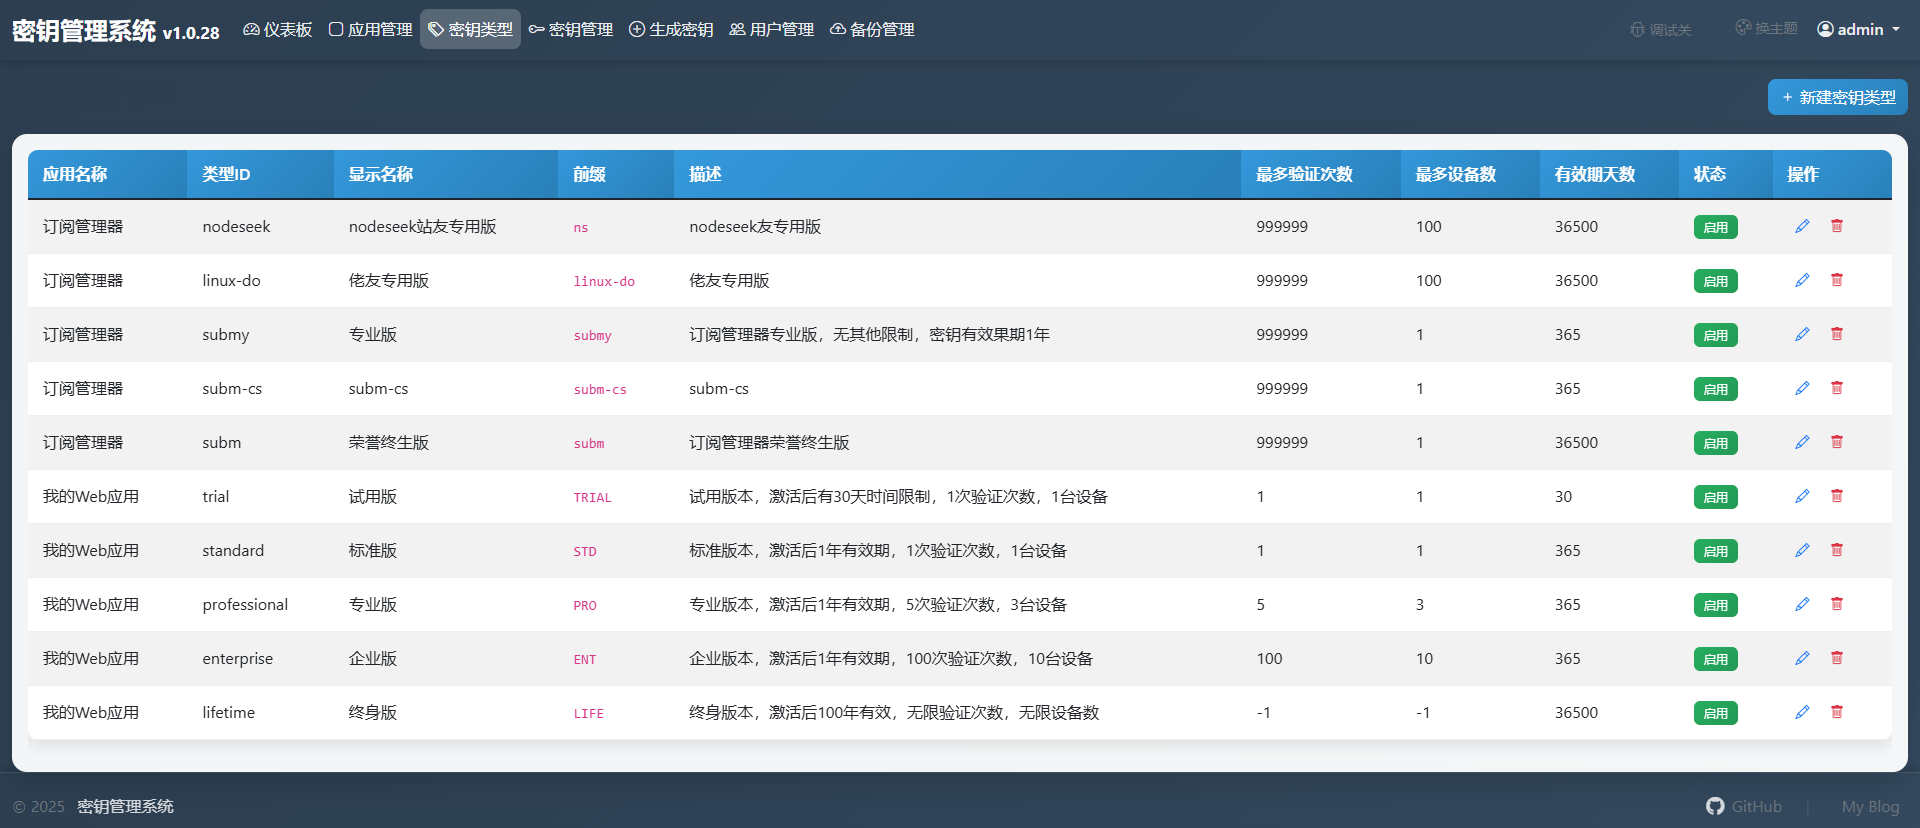 密钥管理系统 v1.0.28 仪表板 应用管理 密钥类型 密钥管理 生成密钥 用户管理 备份管理 调试关 换主题 admin
+ 新建密钥类型
应用名称 类型ID 显示名称 前缀 描述 最多验证次数 最多设备数 有效期天数 状态 操作
订阅管理器 nodeseek nodeseek站友专用版 ns nodeseek友专用版 999999 100 36500 启用
订阅管理器 linux-do 佬友专用版 linux-do 佬友专用版 999999 100 36500 启用
订阅管理器 submy 专业版 submy 订阅管理器专业版，无其他限制，密钥有效果期1年 999999 1 365 启用
订阅管理器 subm-cs subm-cs subm-cs subm-cs 999999 1 365 启用
订阅管理器 subm 荣誉终生版 subm 订阅管理器荣誉终生版 999999 1 36500 启用
我的Web应用 trial 试用版 TRIAL 试用版本，激活后有30天时间限制，1次验证次数，1台设备 1 1 30 启用
我的Web应用 standard 标准版 STD 标准版本，激活后1年有效期，1次验证次数，1台设备 1 1 365 启用
我的Web应用 professional 专业版 PRO 专业版本，激活后1年有效期，5次验证次数，3台设备 5 3 365 启用
我的Web应用 enterprise 企业版 ENT 企业版本，激活后1年有效期，100次验证次数，10台设备 100 10 365 启用
我的Web应用 lifetime 终身版 LIFE 终身版本，激活后100年有效，无限验证次数，无限设备数 -1 -1 36500 启用
© 2025 密钥管理系统 GitHub | My Blog